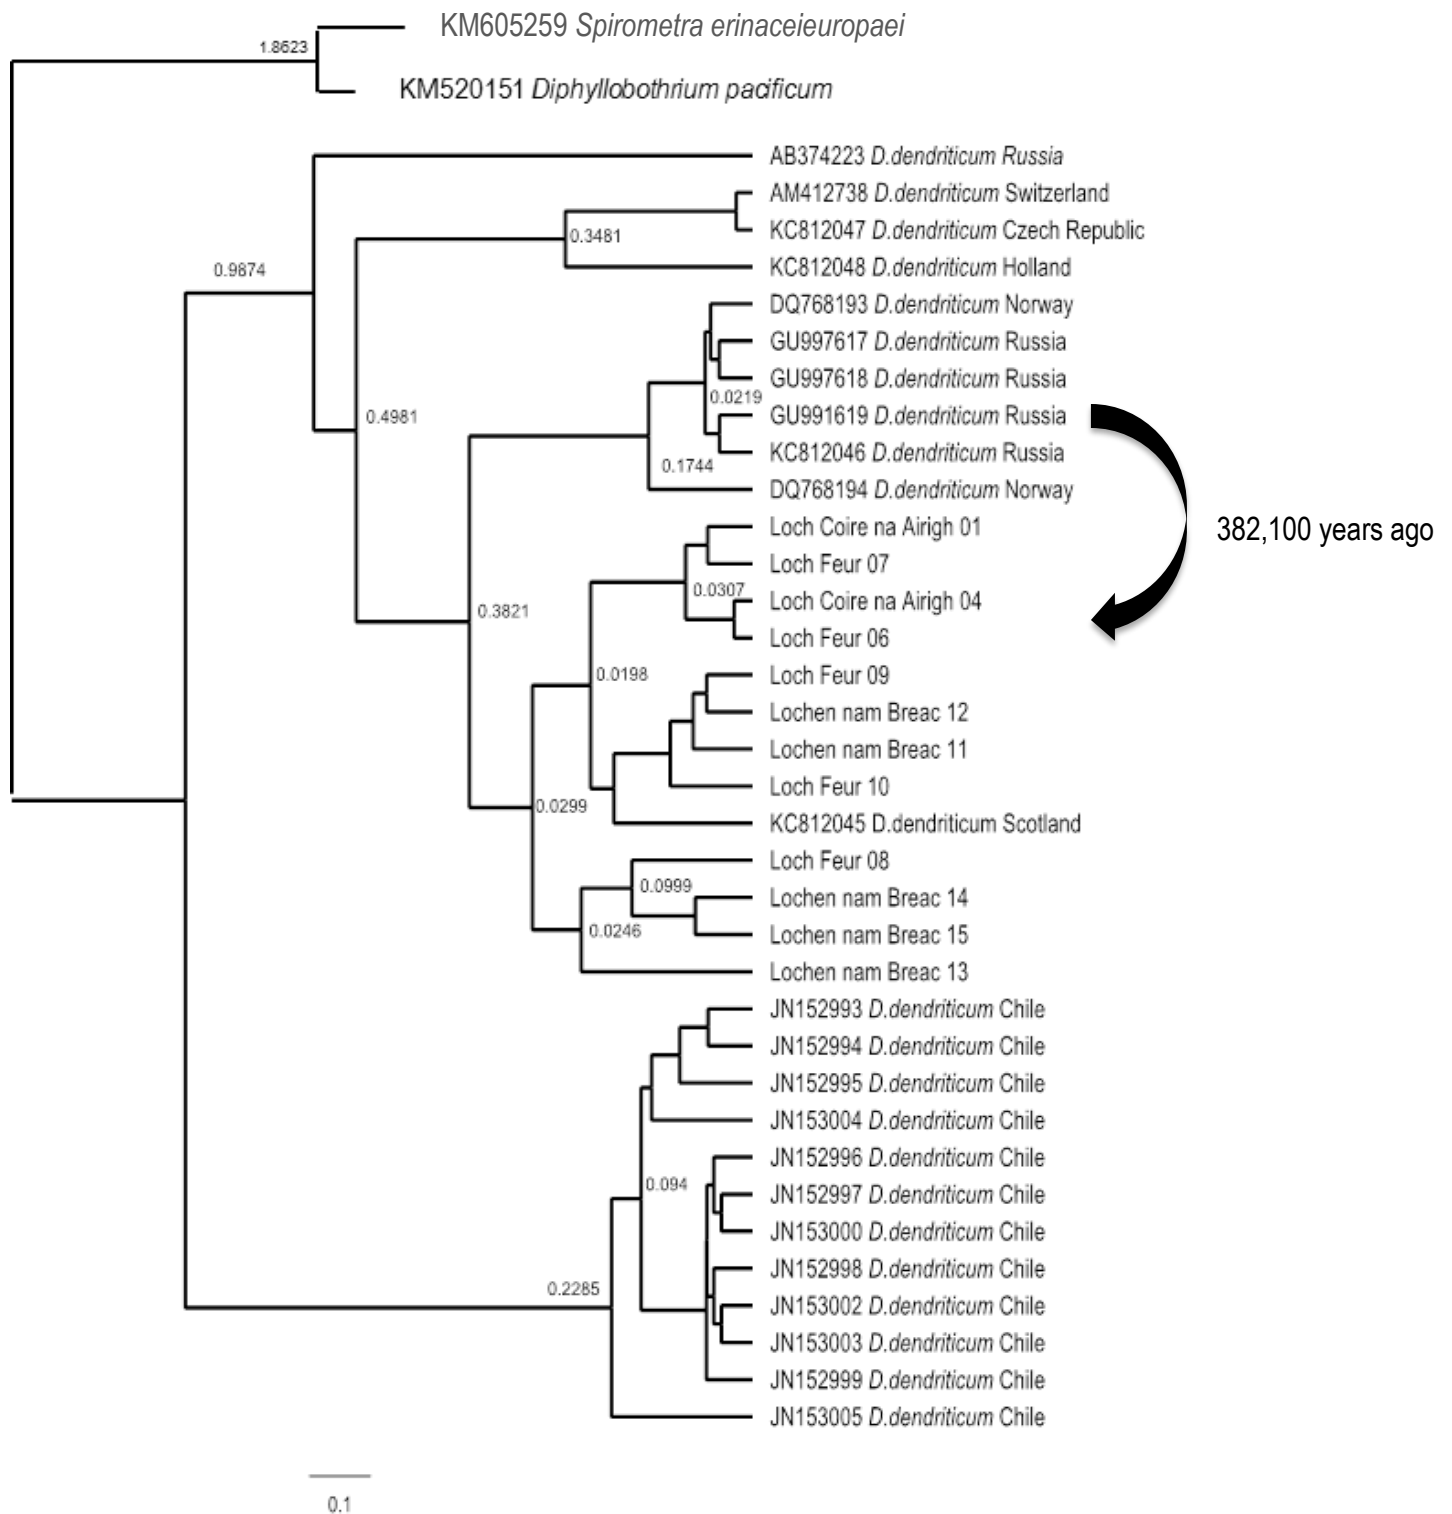 KM605259 Spirometra erinaceieuropaei
1.8623
KM520151 Diphyllobothrium pacificum
AB374223 D.dendriticum Russia
AM412738 D.dendriticum Switzerland
KC812047 D.dendriticum Czech Republic
0.3481
KC812048 D.dendriticum Holland
0.9874
DQ768193 D.dendriticum Norway
GU997617 D.dendriticum Russia
GU997618 D.dendriticum Russia
0.0219
GU991619 D.dendriticum Russia
0.4981
KC812046 D.dendriticum Russia
0.1744
DQ768194 D.dendriticum Norway
Loch Coire na Airigh 01
382,100 years ago
Loch Feur 07
0.0307
Loch Coire na Airigh 04
0.3821
Loch Feur 06
Loch Feur 09
0.0198
Lochen nam Breac 12
Lochen nam Breac 11
Loch Feur 10
0.0299
KC812045 D.dendriticum Scotland
Loch Feur 08
0.0999
Lochen nam Breac 14
0.0246
Lochen nam Breac 15
Lochen nam Breac 13
JN152993 D.dendriticum Chile
JN152994 D.dendriticum Chile
JN152995 D.dendriticum Chile
JN153004 D.dendriticum Chile
JN152996 D.dendriticum Chile
0.094
JN152997 D.dendriticum Chile
JN153000 D.dendriticum Chile
JN152998 D.dendriticum Chile
0.2285
JN153002 D.dendriticum Chile
JN153003 D.dendriticum Chile
JN152999 D.dendriticum Chile
JN153005 D.dendriticum Chile
0.1